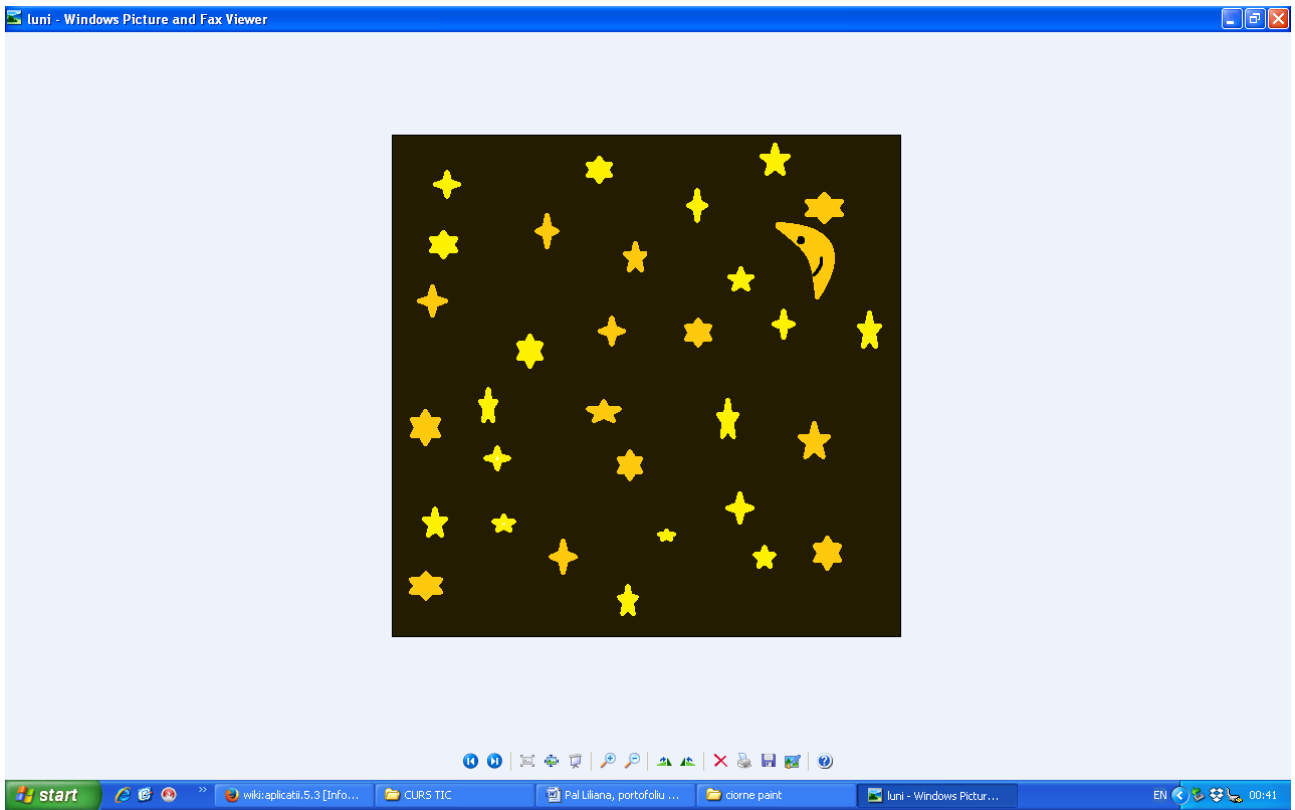 luni - Windows Picture and Fax Viewer
start
wiki:aplicatii.5.3 [Info...
CURS TIC
Pal Liliana, portofoliu ...
ciorne paint
luni - Windows Pictur...
EN
00:41